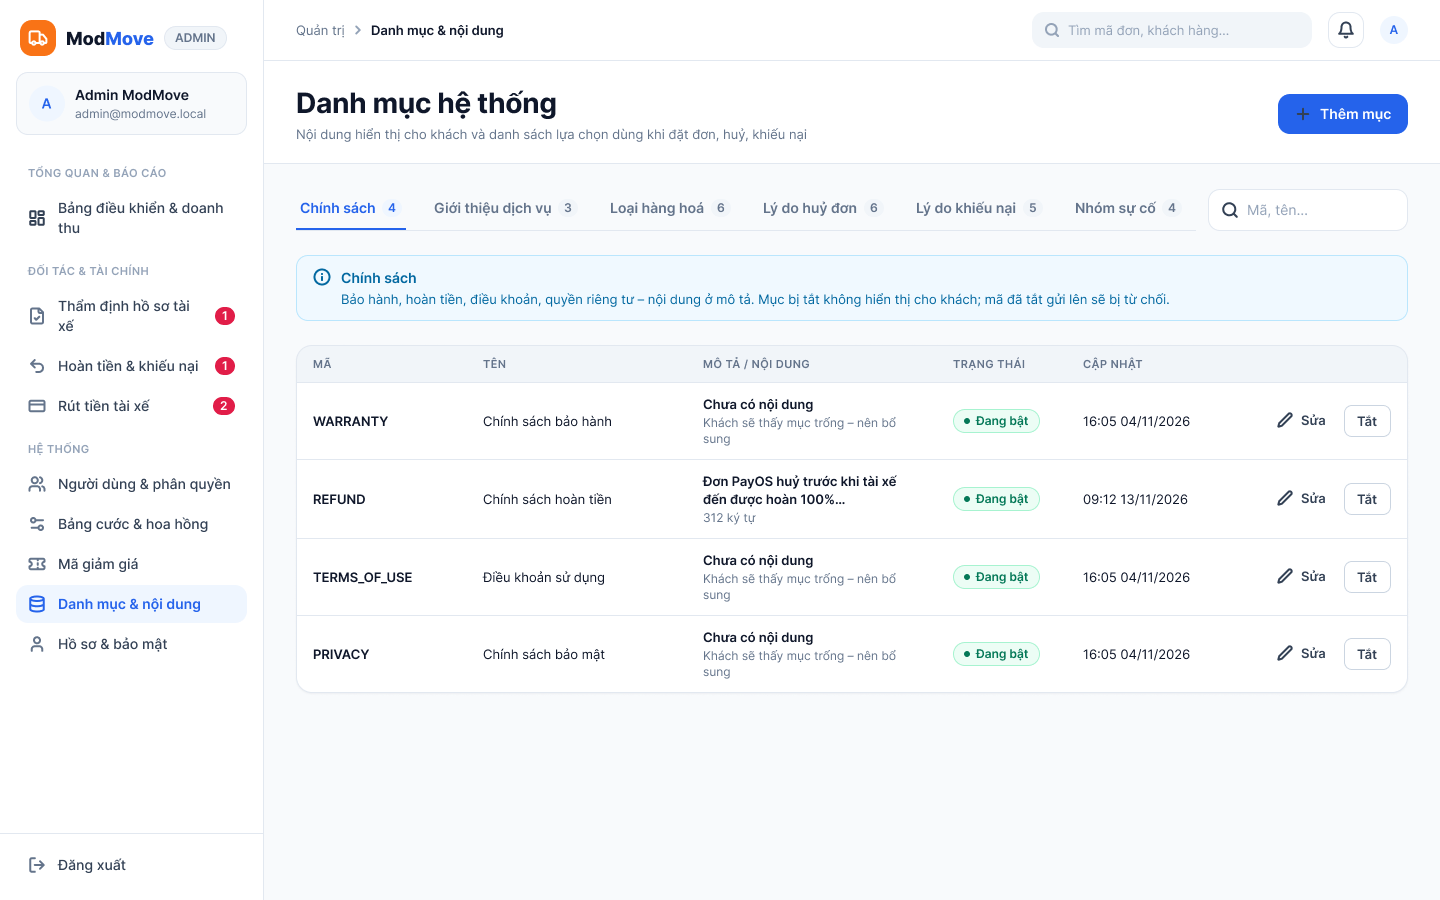 ModMove ADMIN
A
Admin ModMove
admin@modmove.local
TỔNG QUAN & BÁO CÁO
Bảng điều khiển & doanh
thu
ĐỐI TÁC & TÀI CHÍNH
Thẩm định hồ sơ tài
xế
1
Hoàn tiền & khiếu nại 1
Rút tiền tài xế 2
HỆ THỐNG
Người dùng & phân quyền
Bảng cước & hoa hồng
Mã giảm giá
Danh mục & nội dung
Hồ sơ & bảo mật
Đăng xuất
Quản trị Danh mục & nội dung
Tìm mã đơn, khách hàng...
A
Danh mục hệ thống
Nội dung hiển thị cho khách và danh sách lựa chọn dùng khi đặt đơn, huỷ, khiếu nại
Thêm mục
Chính sách 4 Giới thiệu dịch vụ 3 Loại hàng hoá 6 Lý do huỷ đơn 6 Lý do khiếu nại 5 Nhóm sự cố 4
Mã, tên...
Chính sách
Bảo hành, hoàn tiền, điều khoản, quyền riêng tư – nội dung ở mô tả. Mục bị tắt không hiển thị cho khách; mã đã tắt gửi lên sẽ bị từ chối.
MÃ TÊN MÔ TẢ / NỘI DUNG TRẠNG THÁI CẬP NHẬT
WARRANTY Chính sách bảo hành
Chưa có nội dung
Khách sẽ thấy mục trống – nên bổ
sung
Đang bật 16:05 04/11/2026 Sửa Tắt
REFUND Chính sách hoàn tiền
Đơn PayOS huỷ trước khi tài xế
đến được hoàn 100%...
312 ký tự
Đang bật 09:12 13/11/2026 Sửa Tắt
TERMS_OF_USE Điều khoản sử dụng
Chưa có nội dung
Khách sẽ thấy mục trống – nên bổ
sung
Đang bật 16:05 04/11/2026 Sửa Tắt
PRIVACY Chính sách bảo mật
Chưa có nội dung
Khách sẽ thấy mục trống – nên bổ
sung
Đang bật 16:05 04/11/2026 Sửa Tắt